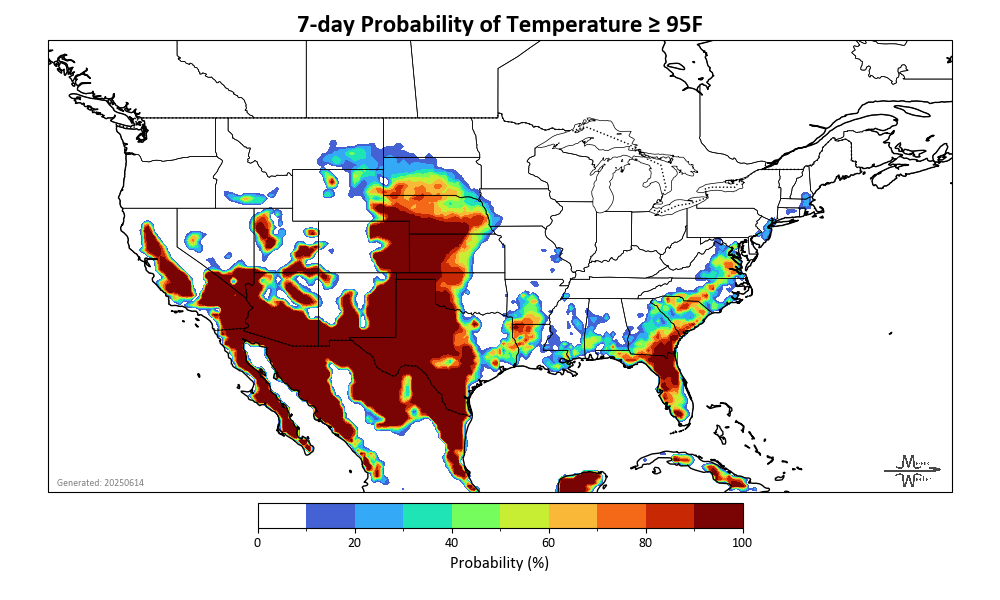 7-day Probability of Temperature ≥ 95F
Generated: 20250614
0 20 40 60 80 100
Probability (%)